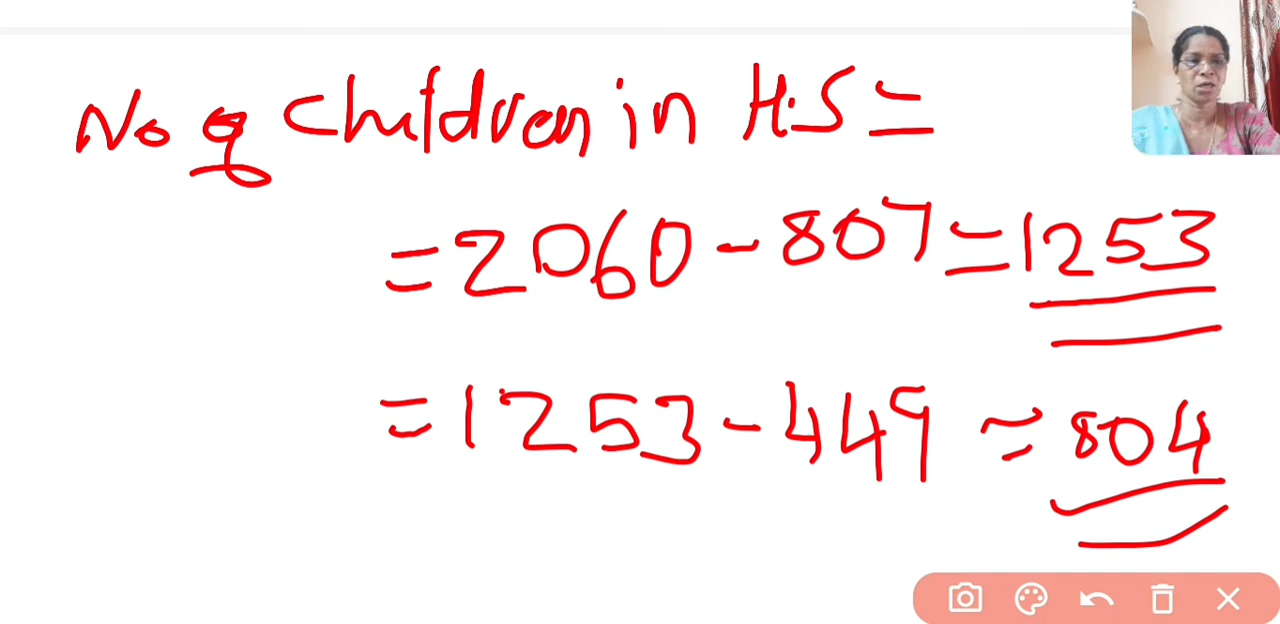 No of Children in H.S =
= 2060 - 807 = 1253
= 1253 - 449 = 804